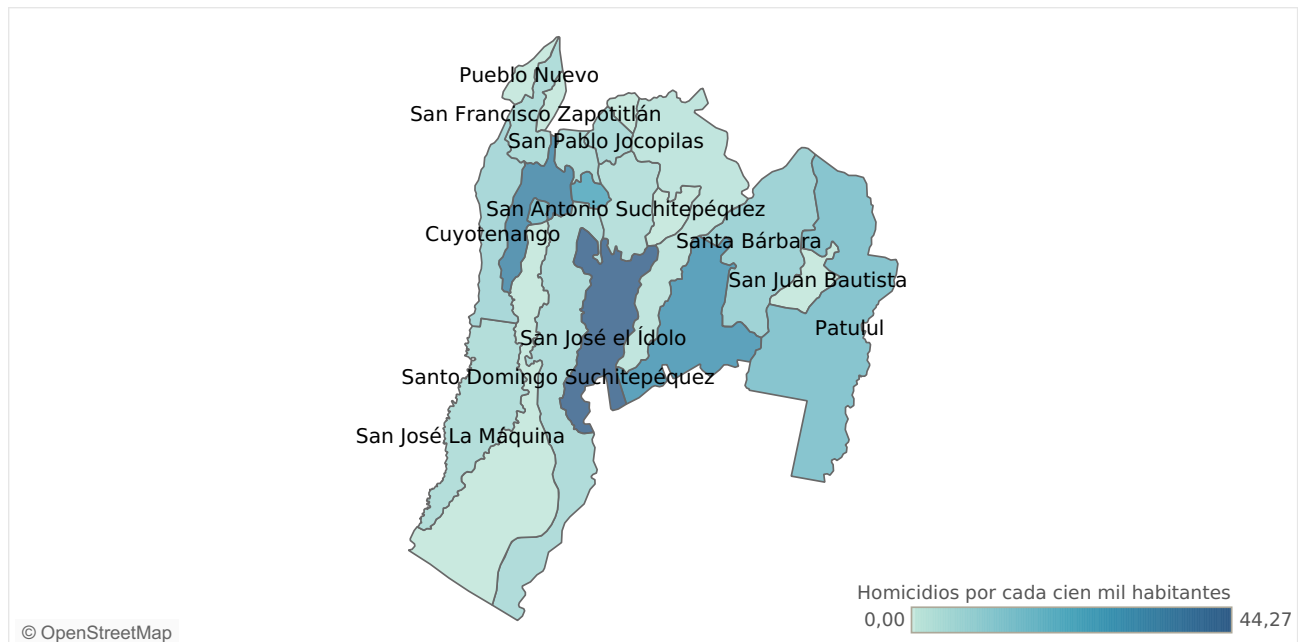 Pueblo Nuevo
San Francisco Zapotitlán
San Pablo Jocopilas
San Antonio Suchitepéquez
Cuyotenango
Santa Bárbara
San Juan Bautista
Patulul
San José el Ídolo
Santo Domingo Suchitepéquez
San José La Máquina
Homicidios por cada cien mil habitantes
0,00 44,27
© OpenStreetMap